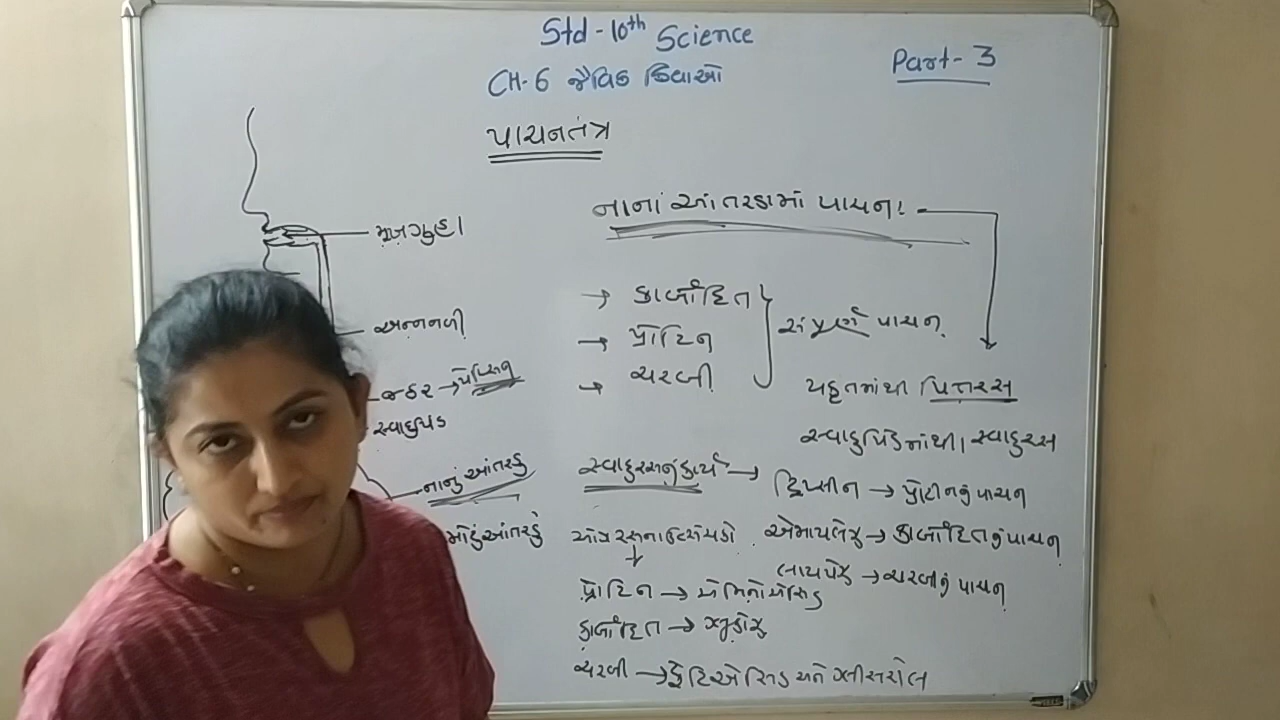 Std-10th Science
CH-6 જૈવિક ક્રિયાઓ
Part-3
પાચનતંત્ર
મુખગુહા
અન્નનળી
જઠર → પેપ્સિન
સ્વાદુપિંડ
નાનું આંતરડું
મોટું આંતરડું
નાનાં આંતરડામાં પાચન:
→ કાર્બોદિત
→ પ્રોટિન
→ ચરબી
સંપૂર્ણ પાચન
યકૃતમાંથી પિત્તરસ
સ્વાદુપિંડમાંથી સ્વાદુરસ
સ્વાદુરસનું કાર્ય → ટ્રિપ્સીન → પ્રોટીનનું પાચન
એમાયલેઝ → કાર્બોદિતનું પાચન
લાયપેઝ → ચરબીનું પાચન
આંત્રરસના ઉત્સેચકો
પ્રોટિન → એમિનોએસિડ
કાર્બોદિત → ગ્લુકોઝ
ચરબી → ફેટિએસિડ અને ગ્લીસરોલ